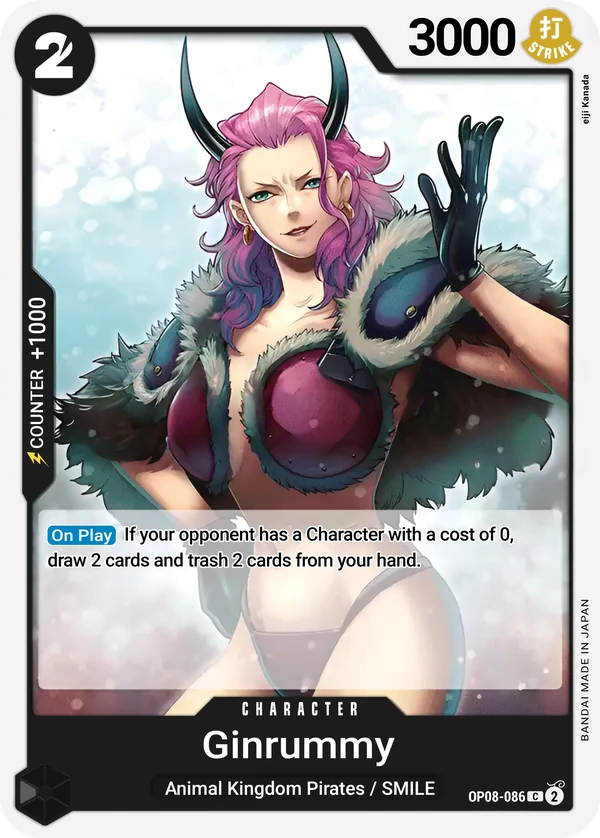 2
3000
打
STRIKE
eiji Kanada
COUNTER +1000
On Play If your opponent has a Character with a cost of 0,
draw 2 cards and trash 2 cards from your hand.
BANDAI MADE IN JAPAN
CHARACTER
Ginrummy
Animal Kingdom Pirates / SMILE
OP08-086 C 2